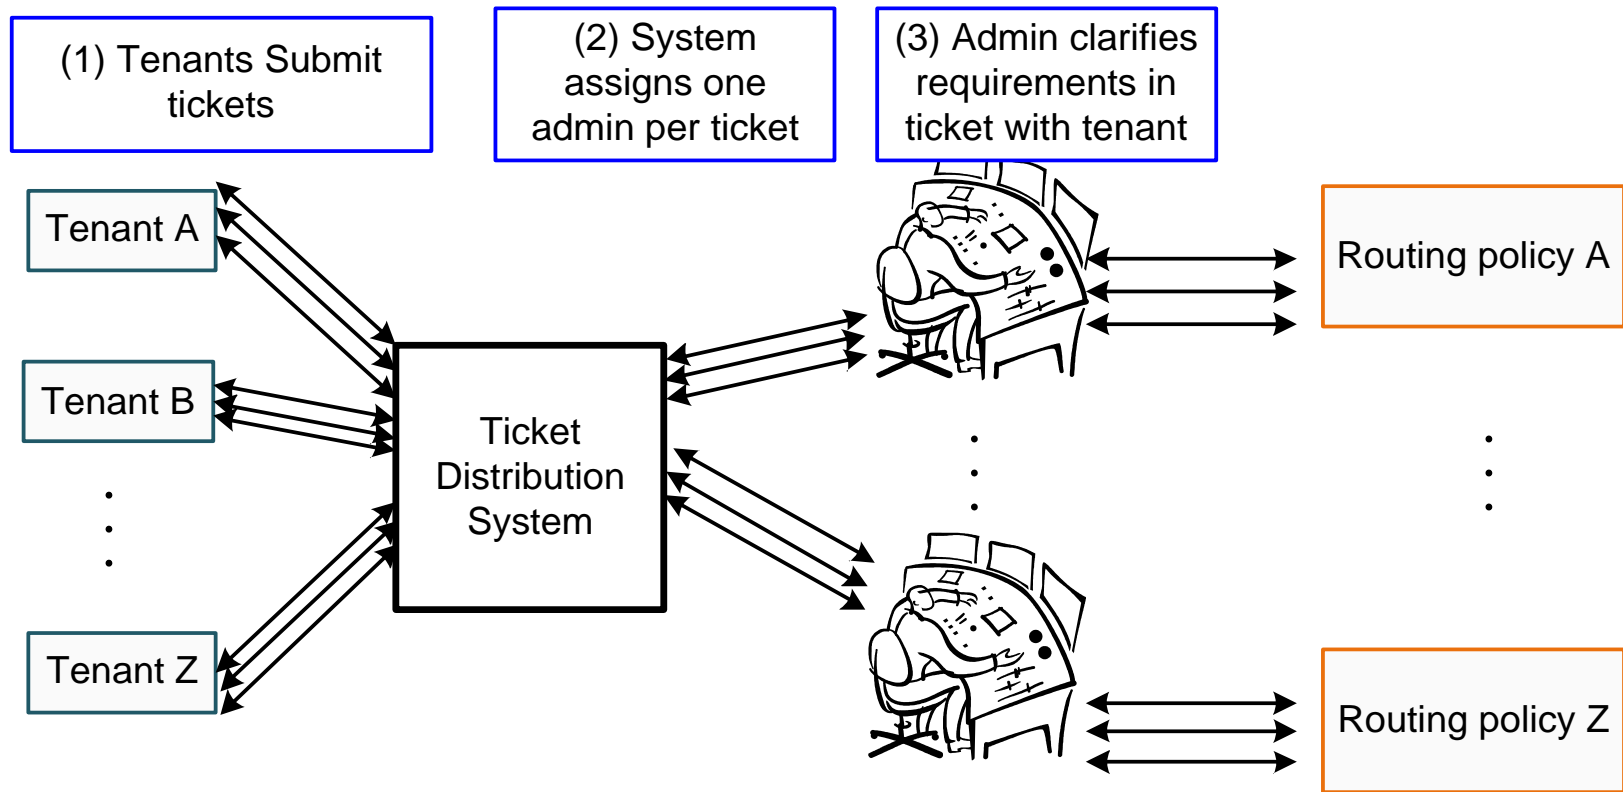 (1) Tenants Submit
tickets
(2) System
assigns one
admin per ticket
(3) Admin clarifies
requirements in
ticket with tenant
Tenant A
Tenant B
Tenant Z
Ticket
Distribution
System
Routing policy A
Routing policy Z